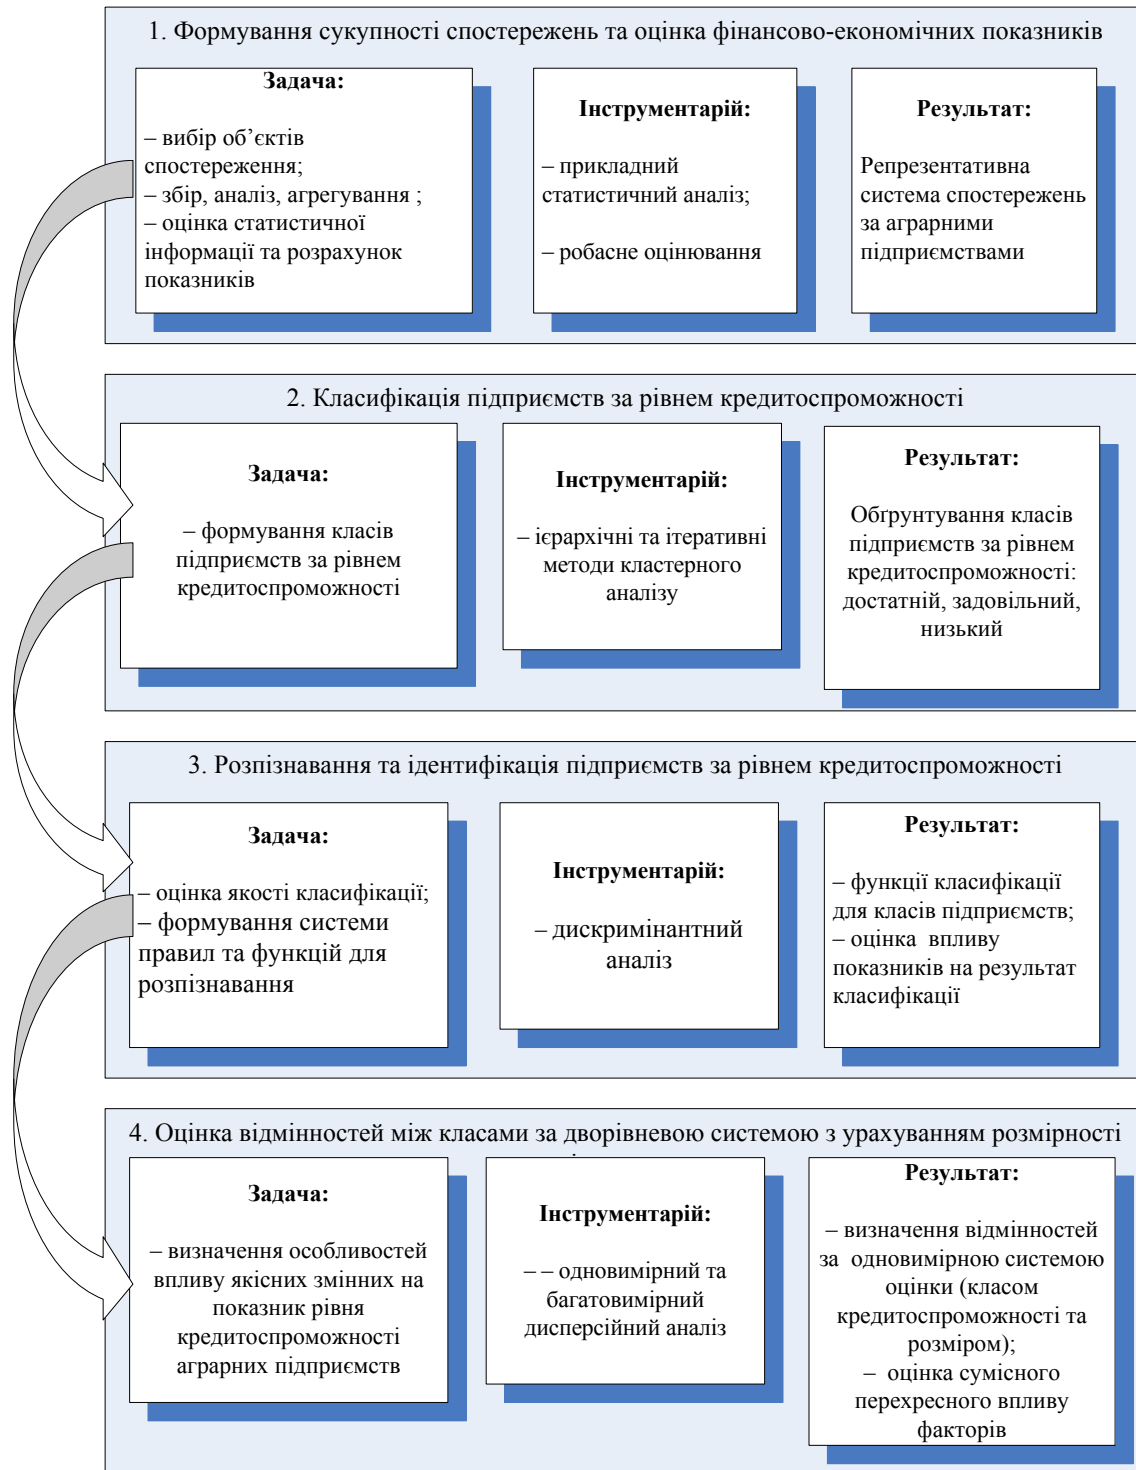 1. Формування сукупності спостережень та оцінка фінансово-економічних показників
Задача:
– вибір об’єктів
спостереження;
– збір, аналіз, агрегування ;
– оцінка статистичної
інформації та розрахунок
показників
Інструментарій:
– прикладний
статистичний аналіз;
– робасне оцінювання
Результат:
Репрезентативна
система спостережень
за аграрними
підприємствами
2. Класифікація підприємств за рівнем кредитоспроможності
Задача:
– формування класів
підприємств за рівнем
кредитоспроможності
Інструментарій:
– ієрархічні та ітеративні
методи кластерного
аналізу
Результат:
Обґрунтування класів
підприємств за рівнем
кредитоспроможності:
достатній, задовільний,
низький
3. Розпізнавання та ідентифікація підприємств за рівнем кредитоспроможності
Задача:
– оцінка якості класифікації;
– формування системи
правил та функцій для
розпізнавання
Інструментарій:
– дискримінантний
аналіз
Результат:
– функції класифікації
для класів підприємств;
– оцінка впливу
показників на результат
класифікації
4. Оцінка відмінностей між класами за дворівневою системою з урахуванням розмірності
Задача:
– визначення особливостей
впливу якісних змінних на
показник рівня
кредитоспроможності
аграрних підприємств
Інструментарій:
– – одновимірний та
багатовимірний
дисперсійний аналіз
Результат:
– визначення відмінностей
за одновимірною системою
оцінки (класом
кредитоспроможності та
розміром);
– оцінка сумісного
перехресного впливу
факторів